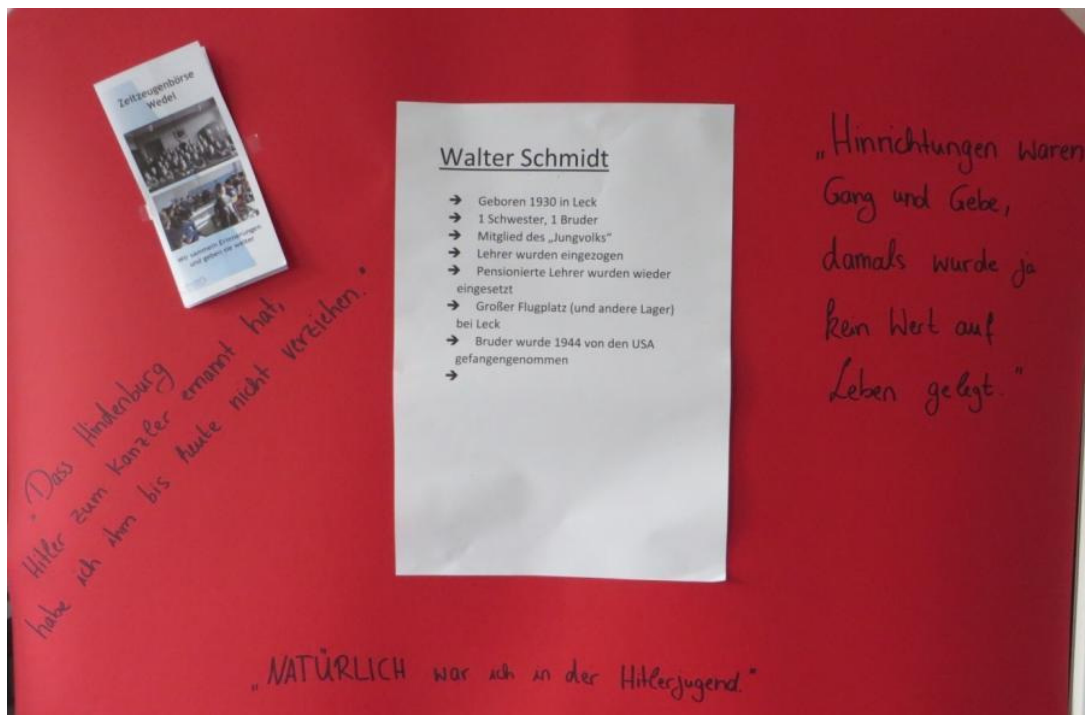 Zeitzeugenbörse
Wedel
Wir sammeln Erinnerungen
und geben sie weiter
Walter Schmidt
➔ Geboren 1930 in Leck
➔ 1 Schwester, 1 Bruder
➔ Mitglied des „Jungvolks“
➔ Lehrer wurden eingezogen
➔ Pensionierte Lehrer wurden wieder
eingesetzt
➔ Großer Flugplatz (und andere Lager)
bei Leck
➔ Bruder wurde 1944 von den USA
gefangengenommen
➔
„Hinrichtungen waren
Gang und Gebe,
damals wurde ja
kein Wert auf
Leben gelegt.“
„Dass Hindenburg
Hitler zum Kanzler ernannt hat,
habe ich ihm bis heute nicht verziehen.“
„NATÜRLICH war ich in der Hitlerjugend.“